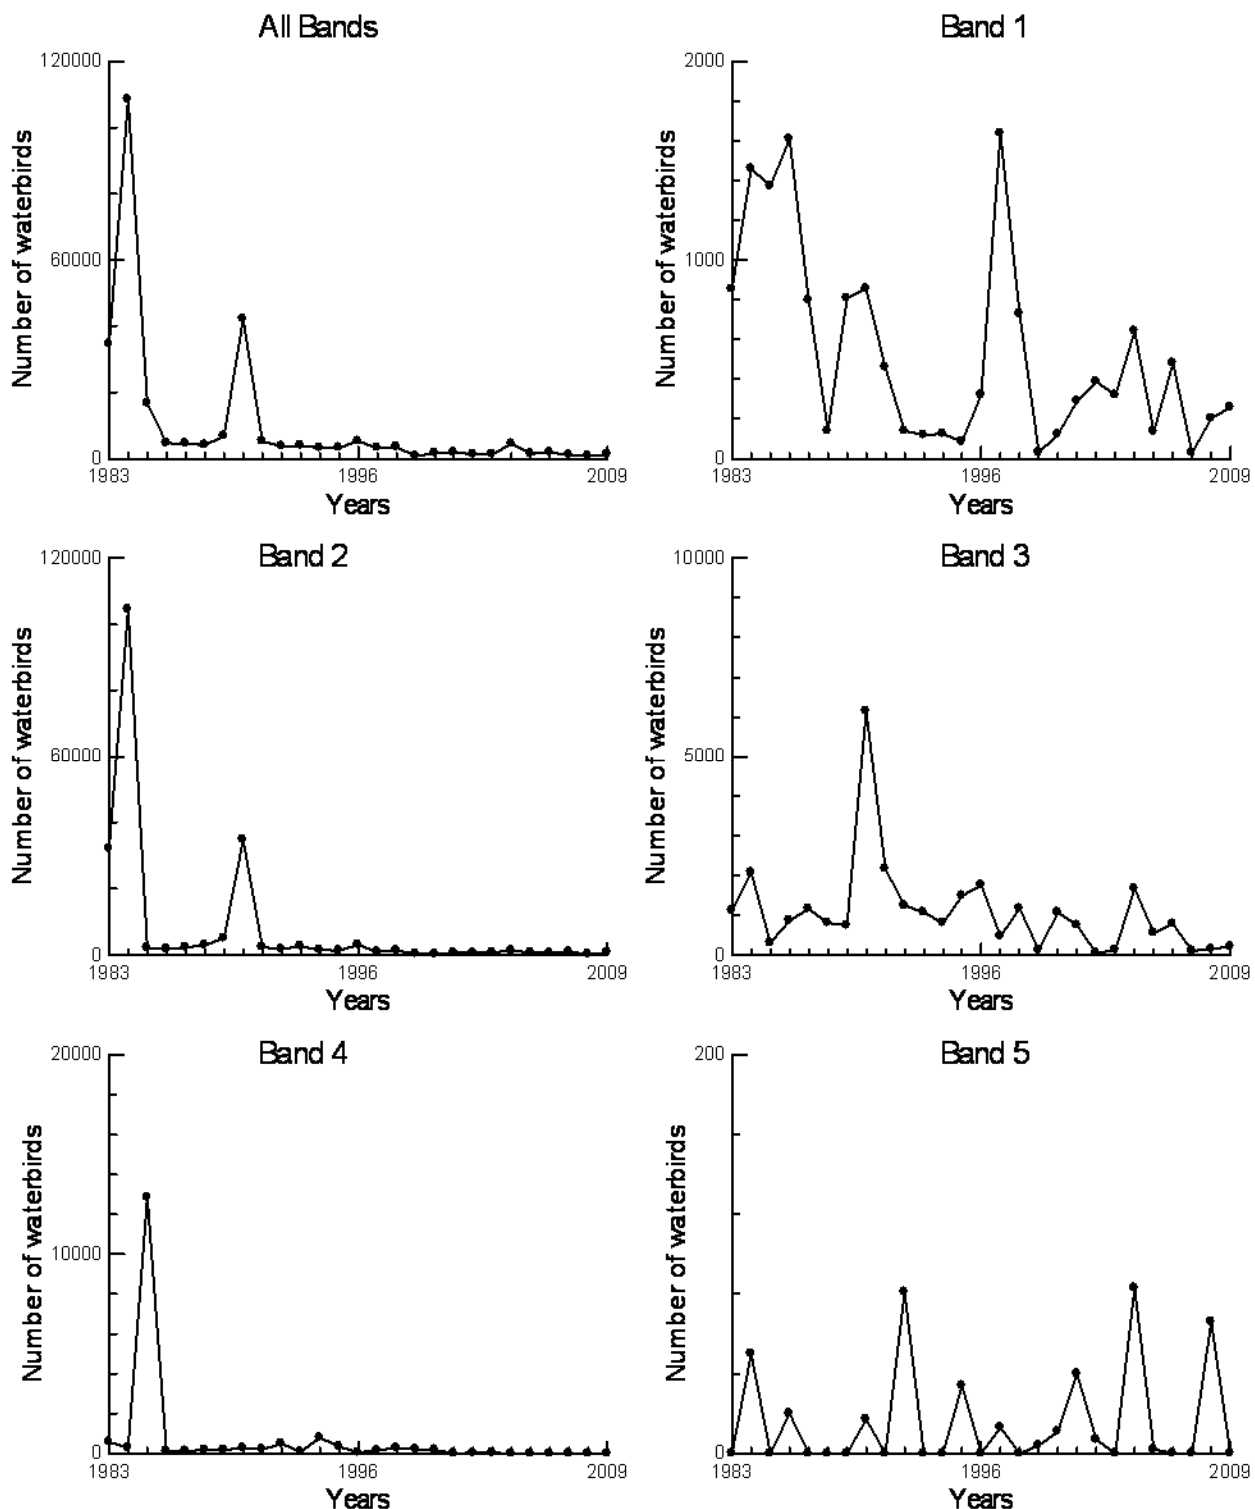 All Bands
120000
60000
0
Number of waterbirds
1983
1996
2009
Years
Band 1
2000
1000
0
Number of waterbirds
1983
1996
2009
Years
Band 2
120000
60000
0
Number of waterbirds
1983
1996
2009
Years
Band 3
10000
5000
0
Number of waterbirds
1983
1996
2009
Years
Band 4
20000
10000
0
Number of waterbirds
1983
1996
2009
Years
Band 5
200
0
Number of waterbirds
1983
1996
2009
Years